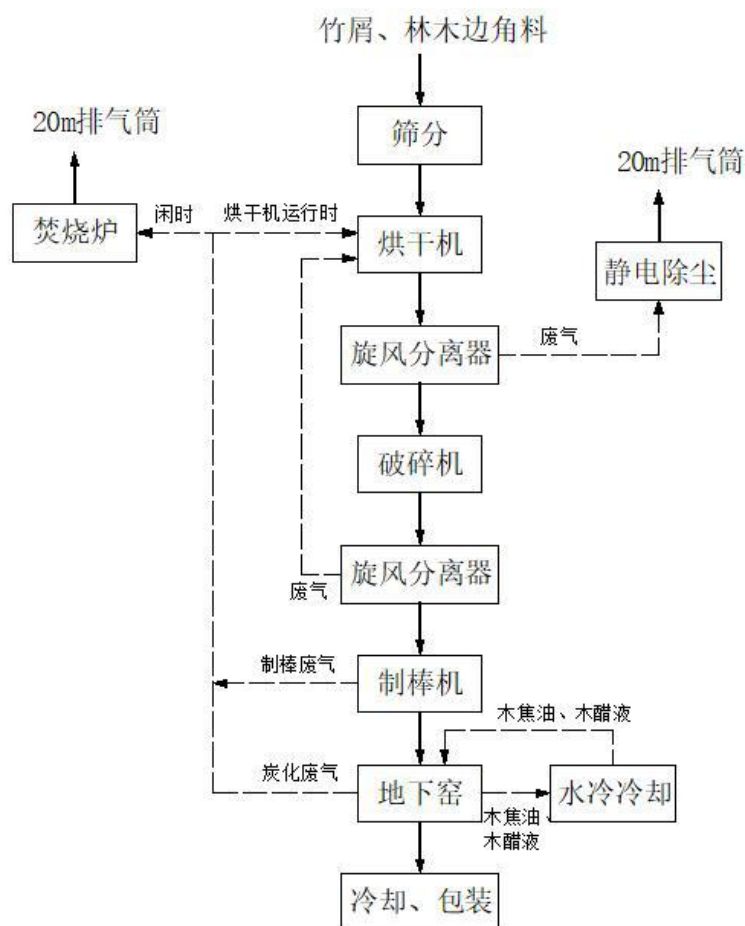 竹屑、林木边角料
20m排气筒
筛分
20m排气筒
闲时
烘干机运行时
焚烧炉
烘干机
静电除尘
旋风分离器
废气
破碎机
旋风分离器
废气
制棒废气
制棒机
木焦油、木醋液
炭化废气
地下窑
水冷冷却
木焦油、
木醋液
冷却、包装